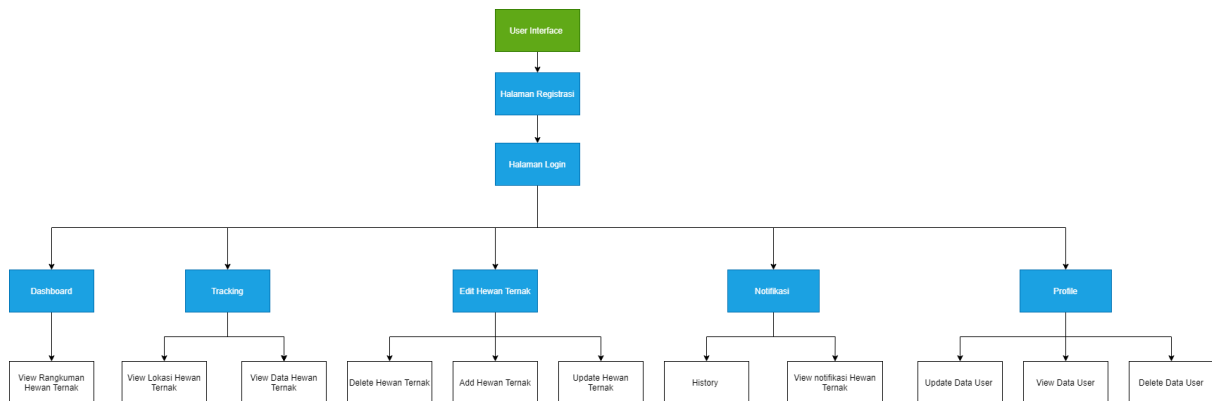 User Interface
Halaman Registrasi
Halaman Login
Dashboard
Tracking
Edit Hewan Ternak
Notifikasi
Profile
View Rangkuman
Hewan Ternak
View Lokasi Hewan
Ternak
View Data Hewan
Ternak
Delete Hewan Ternak
Add Hewan Ternak
Update Hewan
Ternak
History
View notifikasi Hewan
Ternak
Update Data User
View Data User
Delete Data User